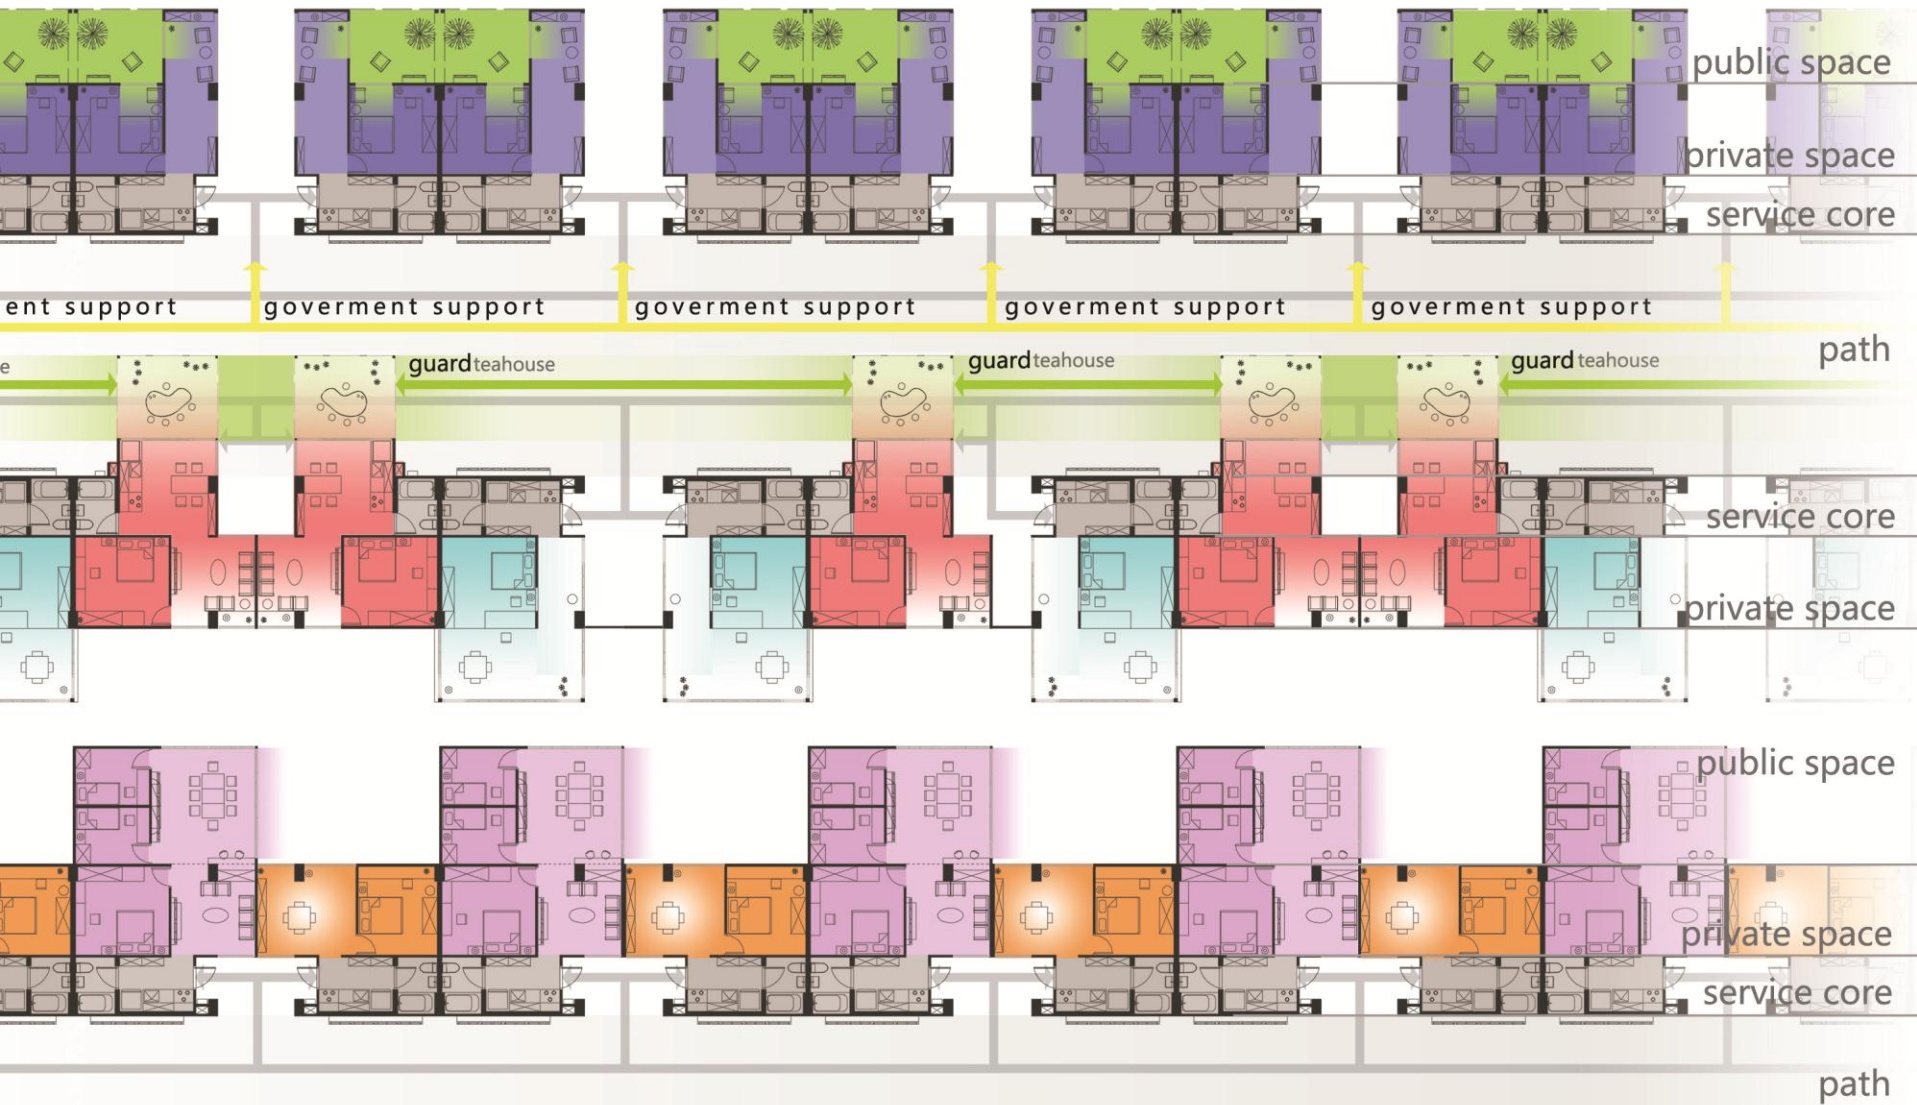 public space
private space
service core
ent support goverment support goverment support goverment support goverment support
path
e guard teahouse guard teahouse guard teahouse
service core
private space
public space
private space
service core
path